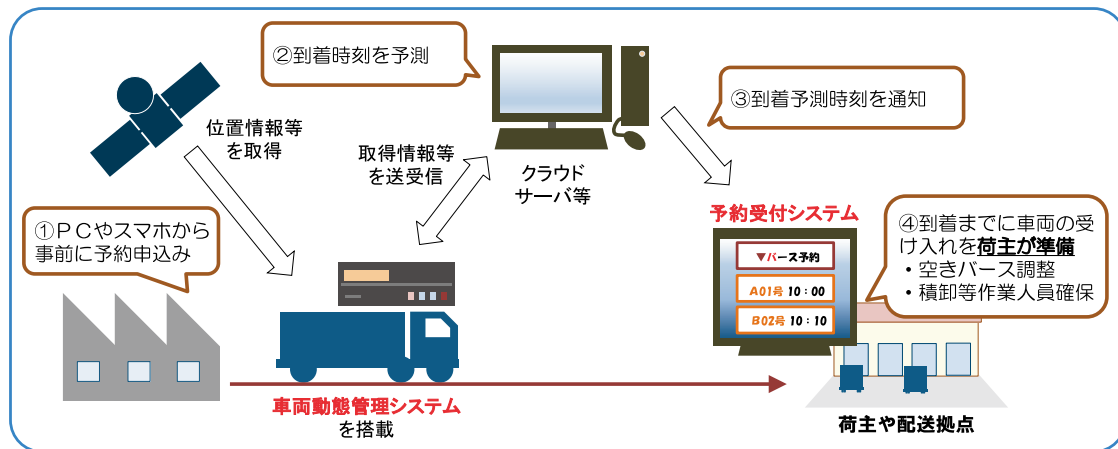 ①ＰＣやスマホから
事前に予約申込み
位置情報等
を取得
②到着時刻を予測
取得情報等
を送受信
クラウド
サーバ等
③到着予測時刻を通知
予約受付システム
▼バース予約
A01号 10：00
B02号 10：10
④到着までに車両の受
け入れを荷主が準備
・空きバース調整
・積卸等作業人員確保
車両動態管理システム
を搭載
荷主や配送拠点